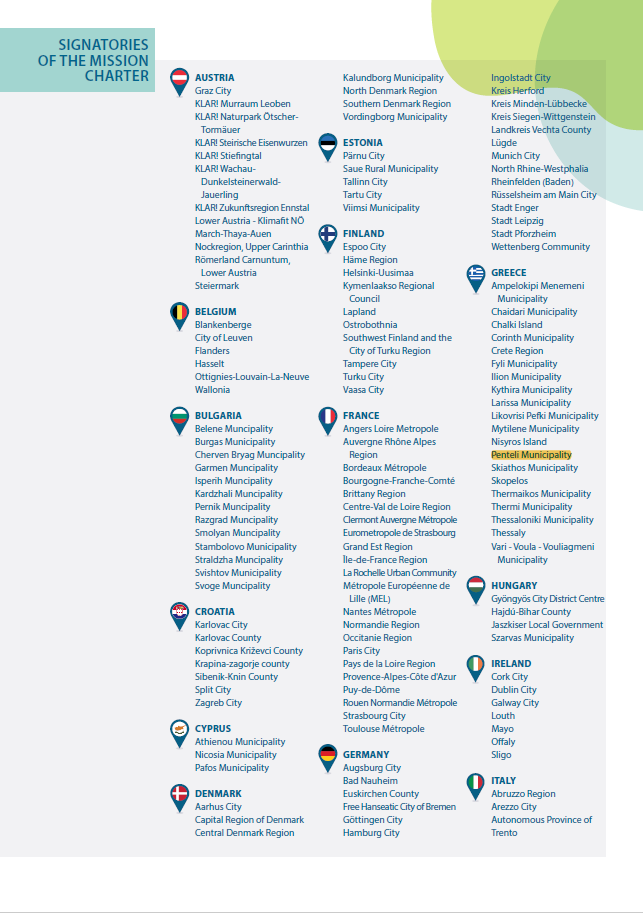 SIGNATORIES
OF THE MISSION
CHARTER
AUSTRIA
Graz City
KLAR! Murraum Leoben
KLAR! Naturpark Ötscher-
Tormäuer
KLAR! Steirische Eisenwurzen
KLAR! Stiefingtal
KLAR! Wachau-
Dunkelsteinerwald-
Jauerling
KLAR! Zukunftsregion Ennstal
Lower Austria - Klimafit NÖ
March-Thaya-Auen
Nockregion, Upper Carinthia
Römerland Carnuntum,
Lower Austria
Steiermark
BELGIUM
Blankenberge
City of Leuven
Flanders
Hasselt
Ottignies-Louvain-La-Neuve
Wallonia
BULGARIA
Belene Muncipality
Burgas Municipality
Cherven Bryag Muncipality
Garmen Muncipality
Isperih Municipality
Kardzhali Muncipality
Pernik Muncipality
Razgrad Muncipality
Smolyan Muncipality
Stambolovo Municipality
Straldzha Municipality
Svishtov Municipality
Svoge Muncipality
CROATIA
Karlovac City
Karlovac County
Koprivnica Križevci County
Krapina-zagorje county
Sibenik-Knin County
Split City
Zagreb City
CYPRUS
Athienou Municipality
Nicosia Municipality
Pafos Municipality
DENMARK
Aarhus City
Capital Region of Denmark
Central Denmark Region
Kalundborg Municipality
North Denmark Region
Southern Denmark Region
Vordingborg Municipality
ESTONIA
Pärnu City
Saue Rural Municipality
Tallinn City
Tartu City
Viimsi Municipality
FINLAND
Espoo City
Häme Region
Helsinki-Uusimaa
Kymenlaakso Regional
Council
Lapland
Ostrobothnia
Southwest Finland and the
City of Turku Region
Tampere City
Turku City
Vaasa City
FRANCE
Angers Loire Metropole
Auvergne Rhône Alpes
Region
Bordeaux Métropole
Bourgogne-Franche-Comté
Brittany Region
Centre-Val de Loire Region
Clermont Auvergne Métropole
Eurometropole de Strasbourg
Grand Est Region
Île-de-France Region
La Rochelle Urban Community
Métropole Européenne de
Lille (MEL)
Nantes Métropole
Normandie Region
Occitanie Region
Paris City
Pays de la Loire Region
Provence-Alpes-Côte d'Azur
Puy-de-Dôme
Rouen Normandie Métropole
Strasbourg City
Toulouse Métropole
GERMANY
Augsburg City
Bad Nauheim
Euskirchen County
Free Hanseatic City of Bremen
Göttingen City
Hamburg City
Ingolstadt City
Kreis Herford
Kreis Minden-Lübbecke
Kreis Siegen-Wittgenstein
Landkreis Vechta County
Lügde
Munich City
North Rhine-Westphalia
Rheinfelden (Baden)
Rüsselsheim am Main City
Stadt Enger
Stadt Leipzig
Stadt Pforzheim
Wettenberg Community
GREECE
Ampelokipi Menemeni
Municipality
Chaidari Municipality
Chalki Island
Corinth Municipality
Crete Region
Fyli Municipality
Ilion Municipality
Kythira Municipality
Larissa Municipality
Likovrisi Pefki Municipality
Mytilene Municipality
Nisyros Island
Penteli Municipality
Skiathos Municipality
Skopelos
Thermaikos Municipality
Thermi Municipality
Thessaloniki Municipality
Thessaly
Vari - Voula - Vouliagmeni
Municipality
HUNGARY
Gyöngyös City District Centre
Hajdú-Bihar County
Jaszkiser Local Government
Szarvas Municipality
IRELAND
Cork City
Dublin City
Galway City
Louth
Mayo
Offaly
Sligo
ITALY
Abruzzo Region
Arezzo City
Autonomous Province of
Trento